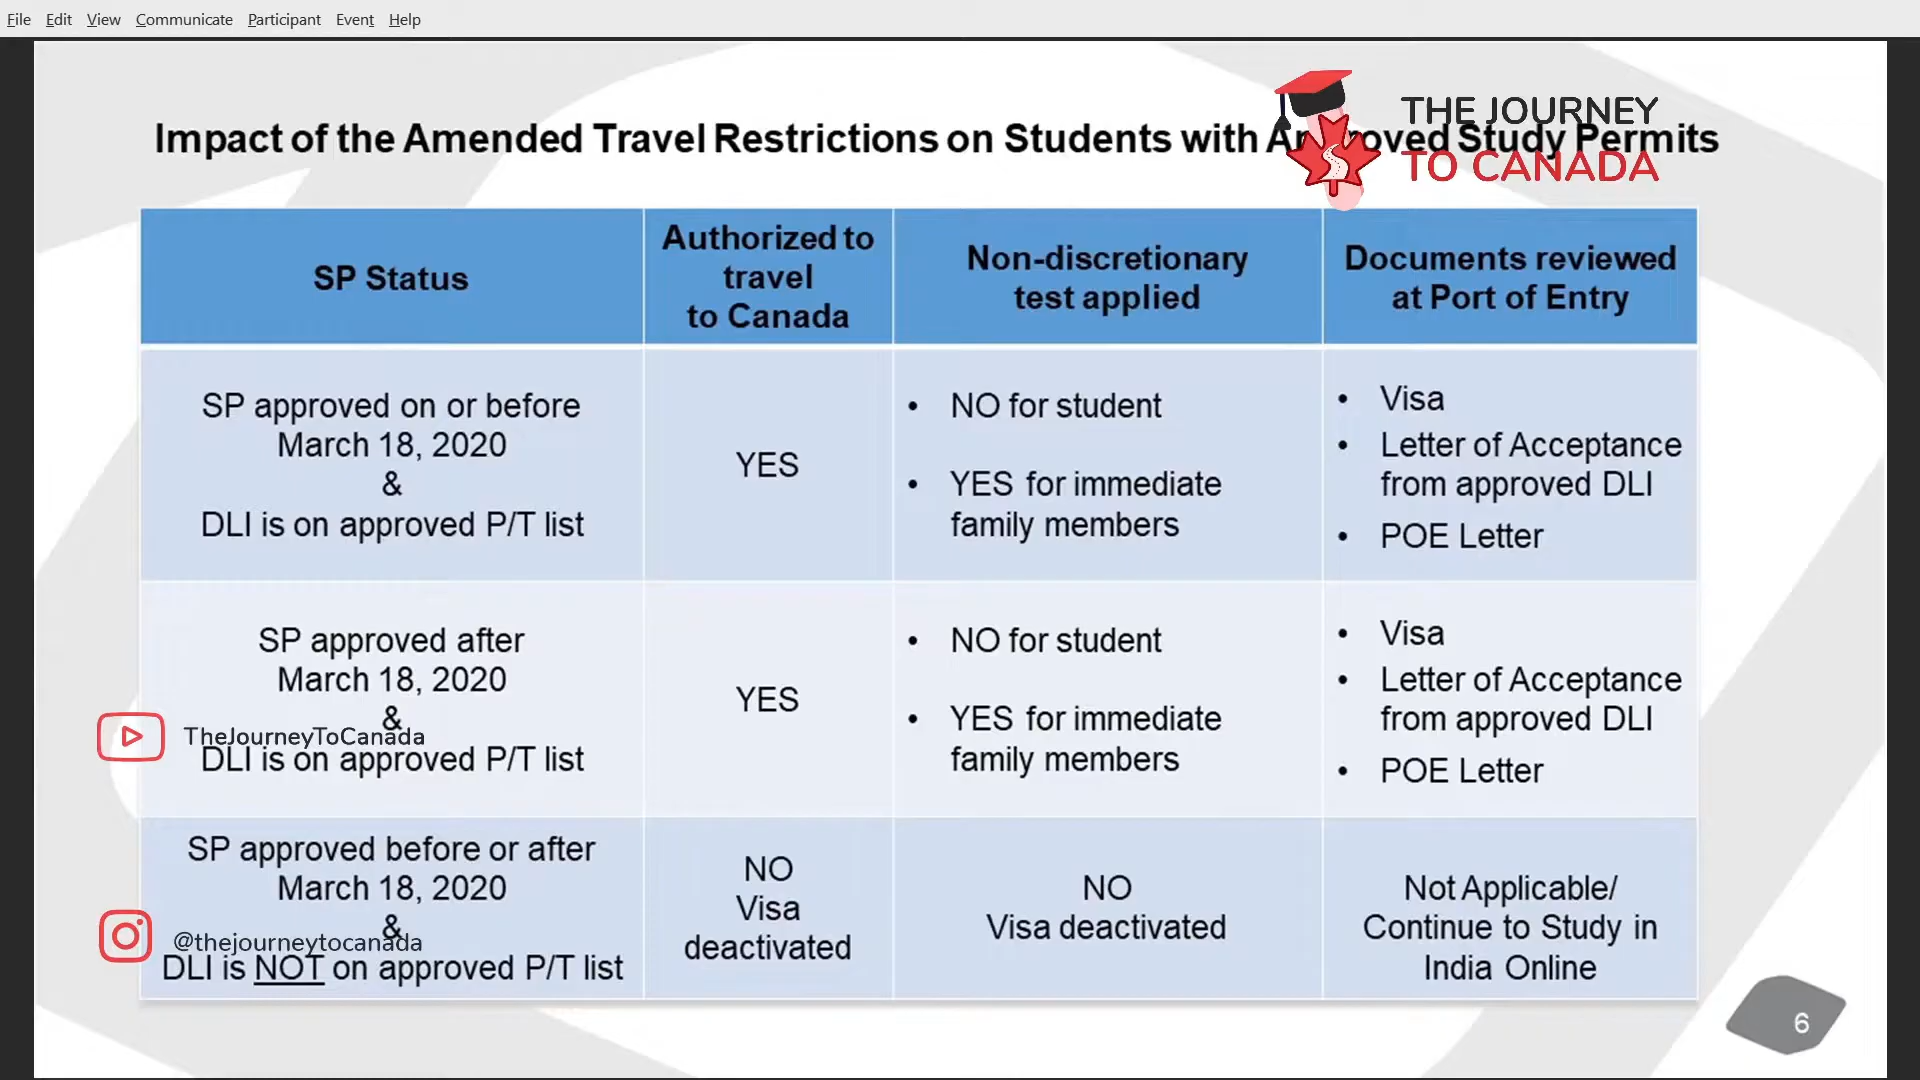 File Edit View Communicate Participant Event Help
THE JOURNEY
TO CANADA
Impact of the Amended Travel Restrictions on Students with Approved Study Permits
SP Status
Authorized to
travel
to Canada
Non-discretionary
test applied
Documents reviewed
at Port of Entry
SP approved on or before
March 18, 2020
&
DLI is on approved P/T list
YES
• NO for student
• YES for immediate
family members
• Visa
• Letter of Acceptance
from approved DLI
• POE Letter
SP approved after
March 18, 2020
&
DLI is on approved P/T list
YES
• NO for student
• YES for immediate
family members
• Visa
• Letter of Acceptance
from approved DLI
• POE Letter
TheJourneyToCanada
SP approved before or after
March 18, 2020
&
DLI is NOT on approved P/T list
NO
Visa
deactivated
NO
Visa deactivated
Not Applicable/
Continue to Study in
India Online
@thejourneytocanada
6